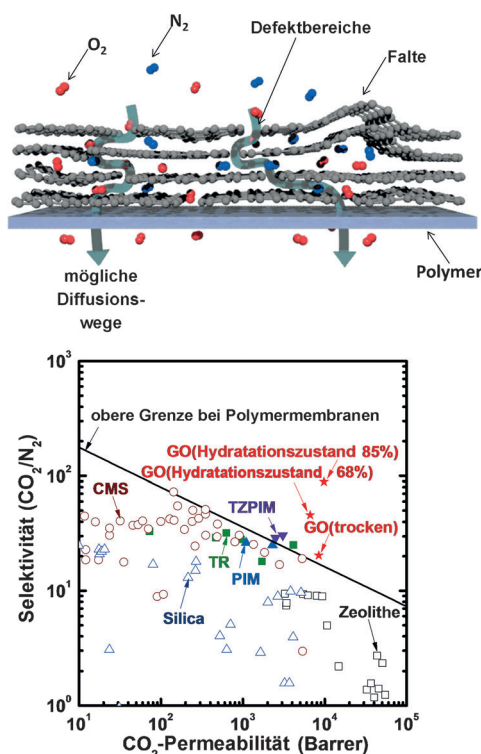 O₂
N₂
Defektbereiche
Falte
mögliche
Diffusions-
wege
Polymer
10³
10²
10¹
10⁰
Selektivität (CO₂/N₂)
obere Grenze bei Polymermembranen
GO(Hydratationszustand 85%)
GO(Hydratationszustand 68%)
CMS
TZPIM
GO(trocken)
TR
PIM
Silica
Zeolithe
10¹ 10² 10³ 10⁴ 10⁵
CO₂-Permeabilität (Barrer)